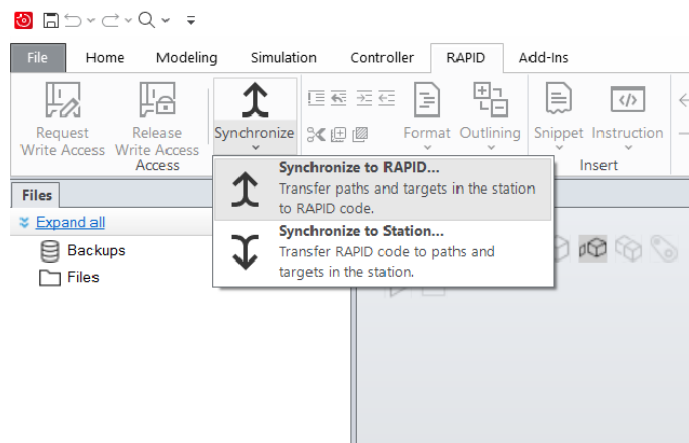 File Home Modeling Simulation Controller RAPID Add-Ins
Request Release Synchronize Format Outlining Snippet Instruction
Write Access Write Access
Access Insert
Synchronize to RAPID...
Transfer paths and targets in the station
to RAPID code.
Synchronize to Station...
Transfer RAPID code to paths and
targets in the station.
Files
Expand all
Backups
Files